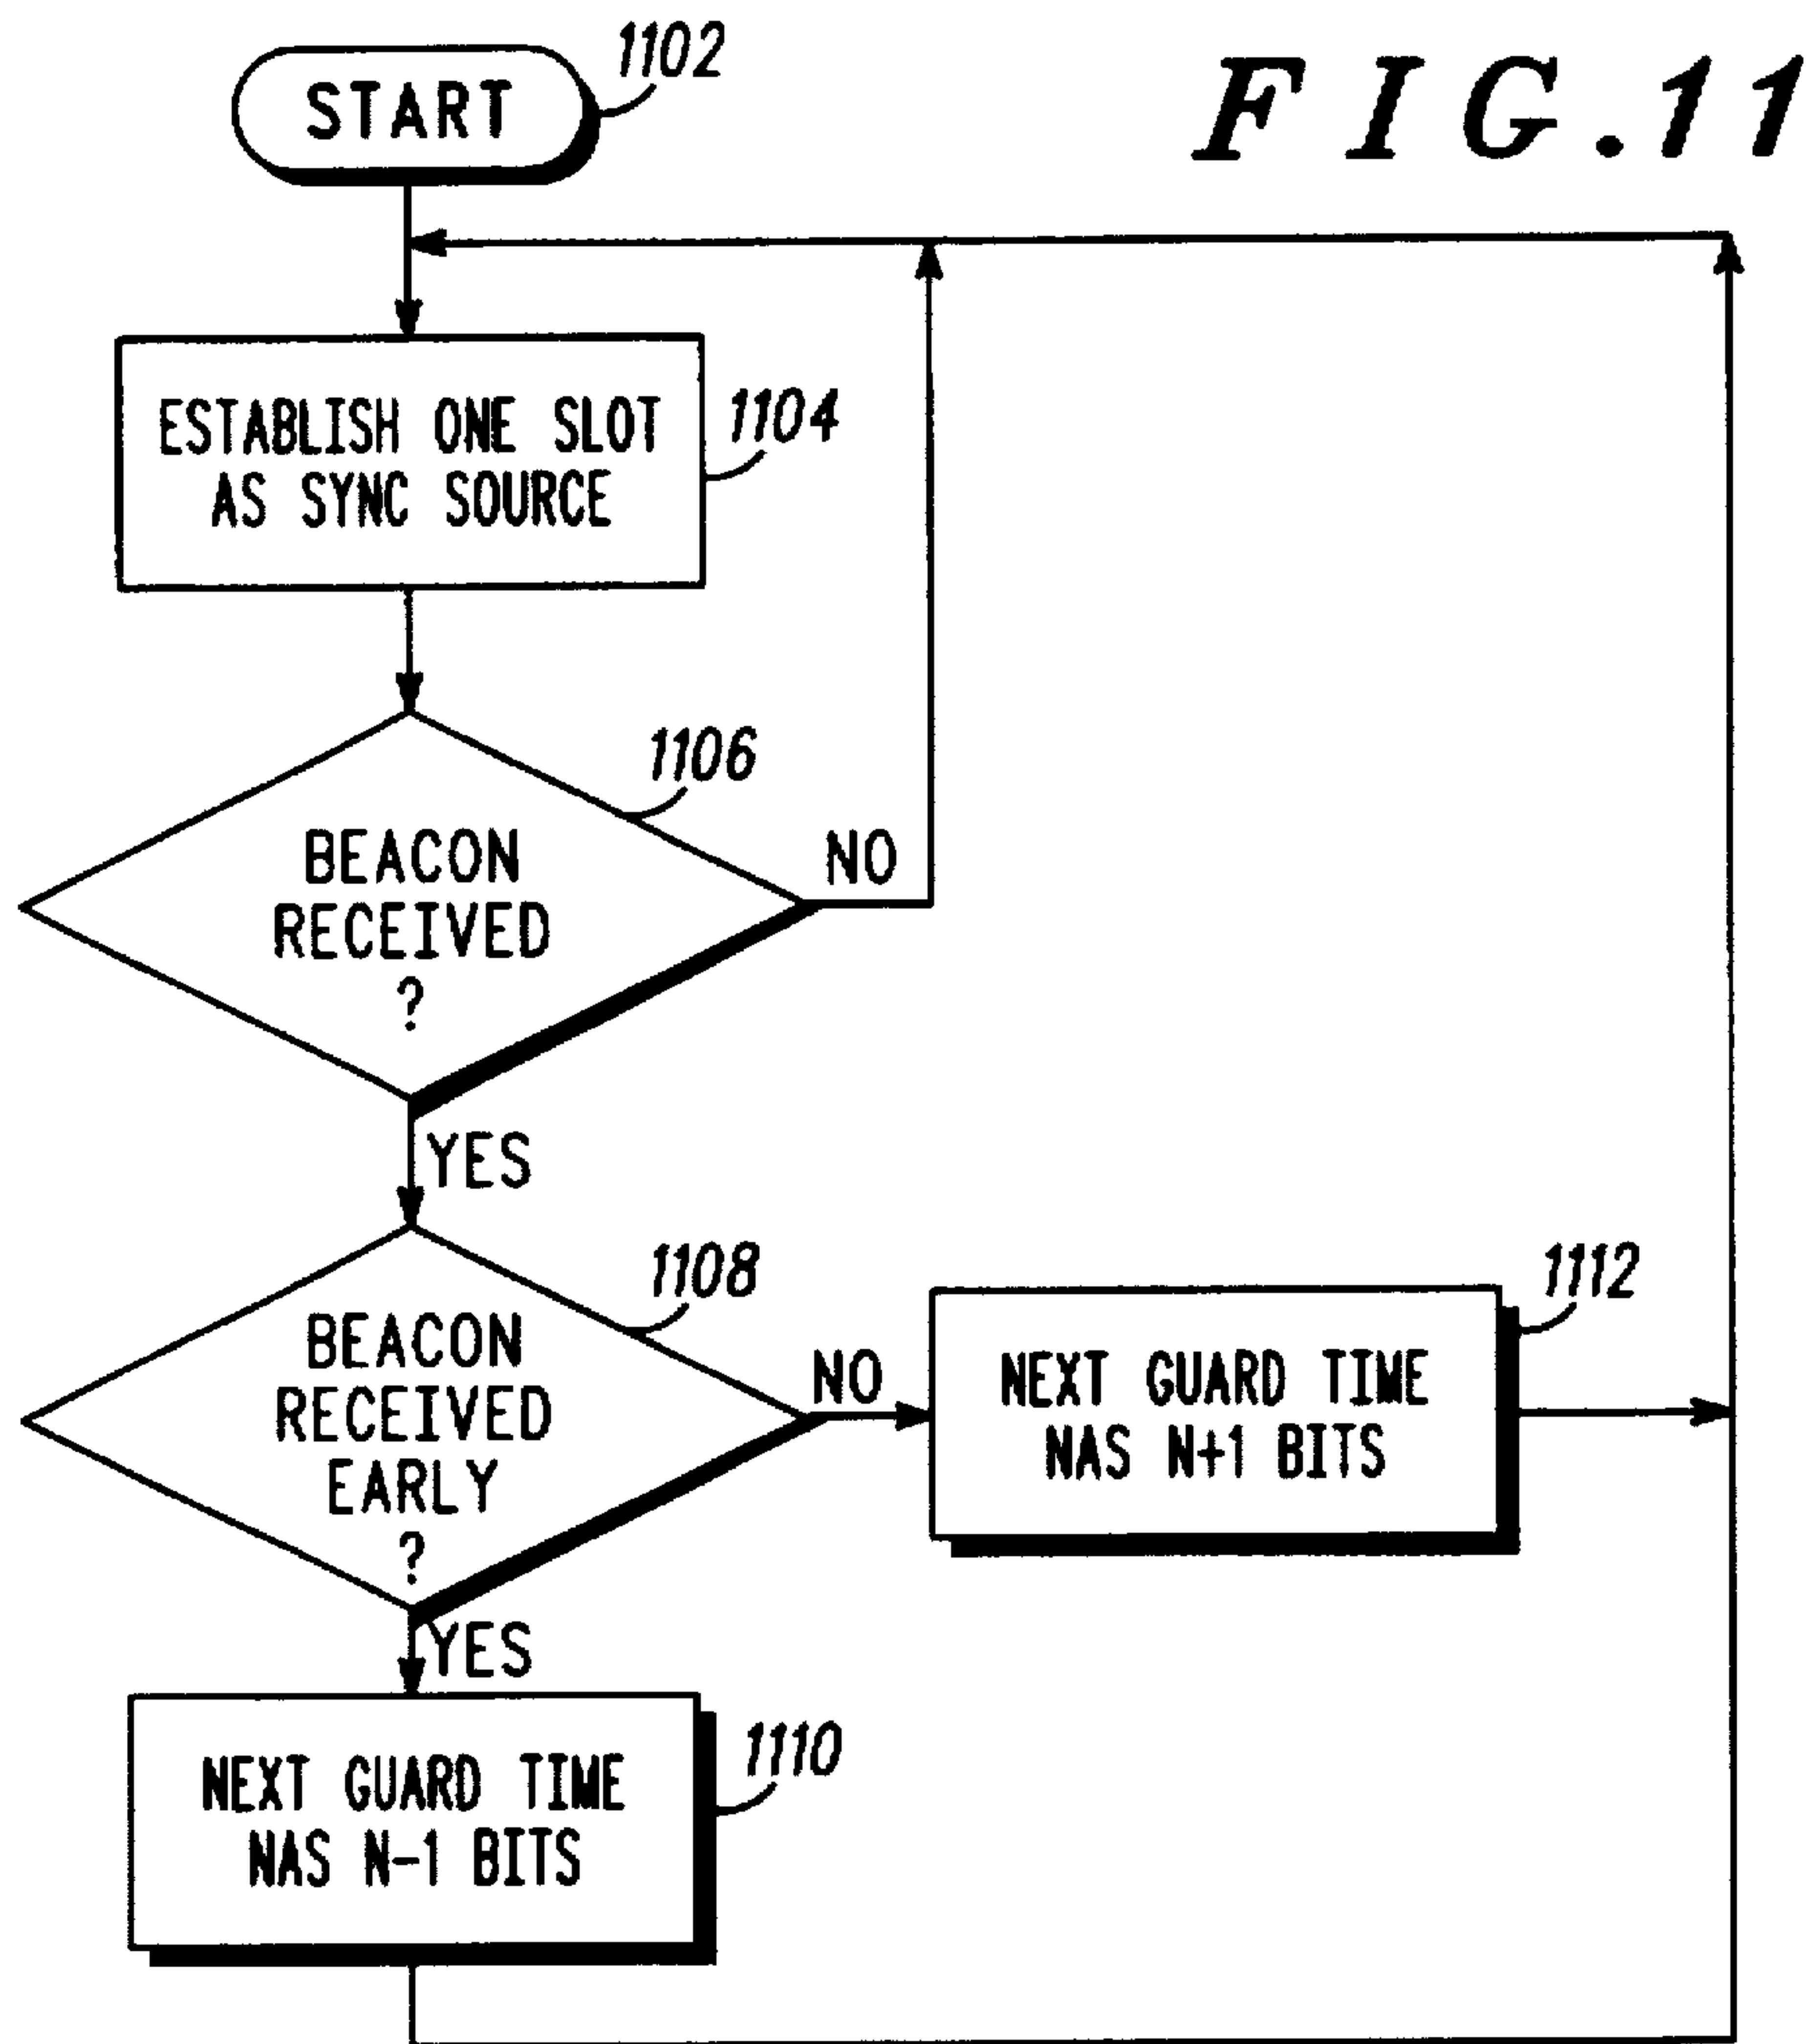 1102
START
FIG.11
ESTABLISH ONE SLOT
AS SYNC SOURCE
1104
1106
BEACON
RECEIVED
?
NO
YES
1108
BEACON
RECEIVED
EARLY
?
NO
1112
NEXT GUARD TIME
NAS N+1 BITS
YES
1110
NEXT GUARD TIME
NAS N-1 BITS